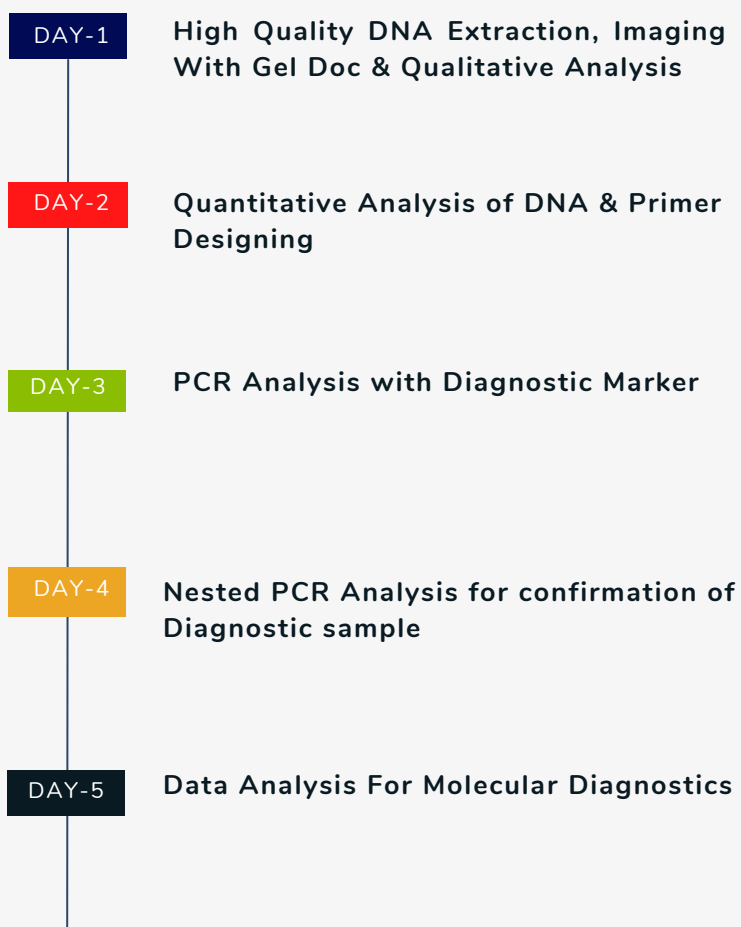 DAY-1
High Quality DNA Extraction, Imaging
With Gel Doc & Qualitative Analysis
DAY-2
Quantitative Analysis of DNA & Primer
Designing
DAY-3
PCR Analysis with Diagnostic Marker
DAY-4
Nested PCR Analysis for confirmation of
Diagnostic sample
DAY-5
Data Analysis For Molecular Diagnostics